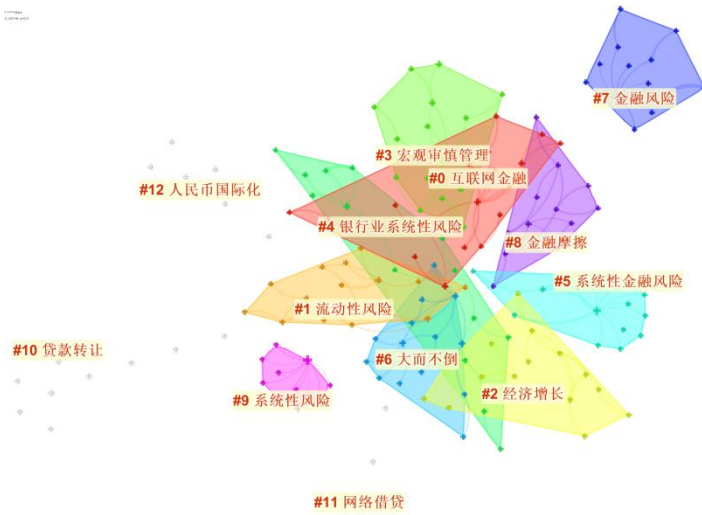 #7 金融风险
#3 宏观审慎管理
#0 互联网金融
#12 人民币国际化
#4 银行业系统性风险
#8 金融摩擦
#5 系统性金融风险
#1 流动性风险
#10 贷款转让
#6 大而不倒
#2 经济增长
#9 系统性风险
#11 网络借贷